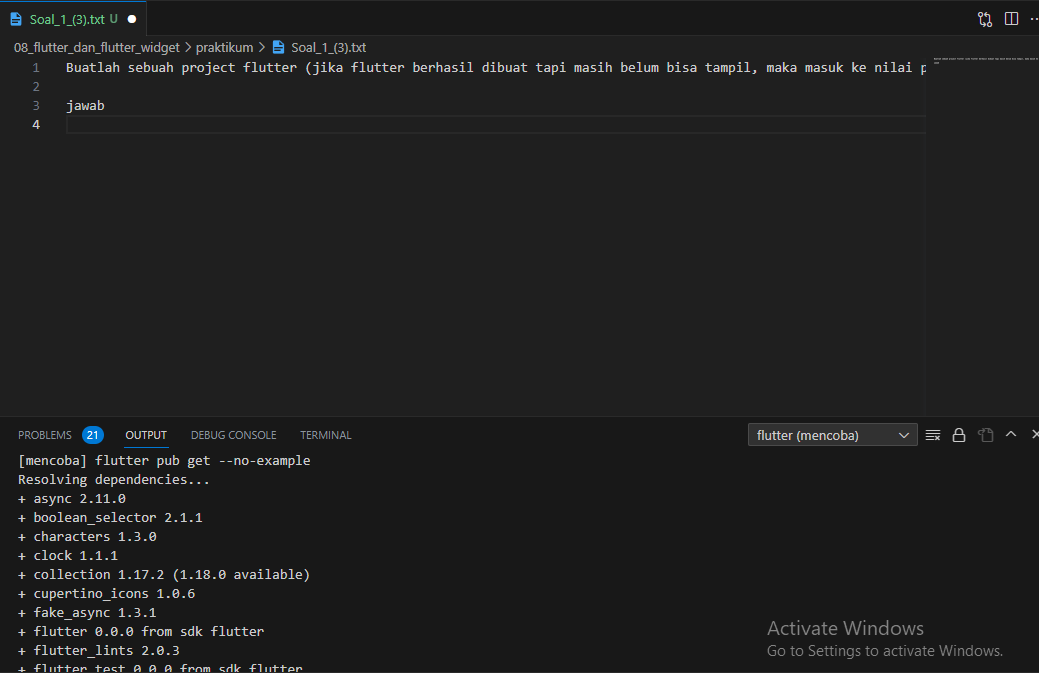 Soal_1_(3).txt U
08_flutter_dan_flutter_widget > praktikum > Soal_1_(3).txt
1 Buatlah sebuah project flutter (jika flutter berhasil dibuat tapi masih belum bisa tampil, maka masuk ke nilai p
2
3 jawab
4
PROBLEMS 21 OUTPUT DEBUG CONSOLE TERMINAL flutter (mencoba)
[mencoba] flutter pub get --no-example
Resolving dependencies...
+ async 2.11.0
+ boolean_selector 2.1.1
+ characters 1.3.0
+ clock 1.1.1
+ collection 1.17.2 (1.18.0 available)
+ cupertino_icons 1.0.6
+ fake_async 1.3.1
+ flutter 0.0.0 from sdk flutter
+ flutter_lints 2.0.3
+ flutter_test 0.0.0 from sdk flutter
Activate Windows
Go to Settings to activate Windows.